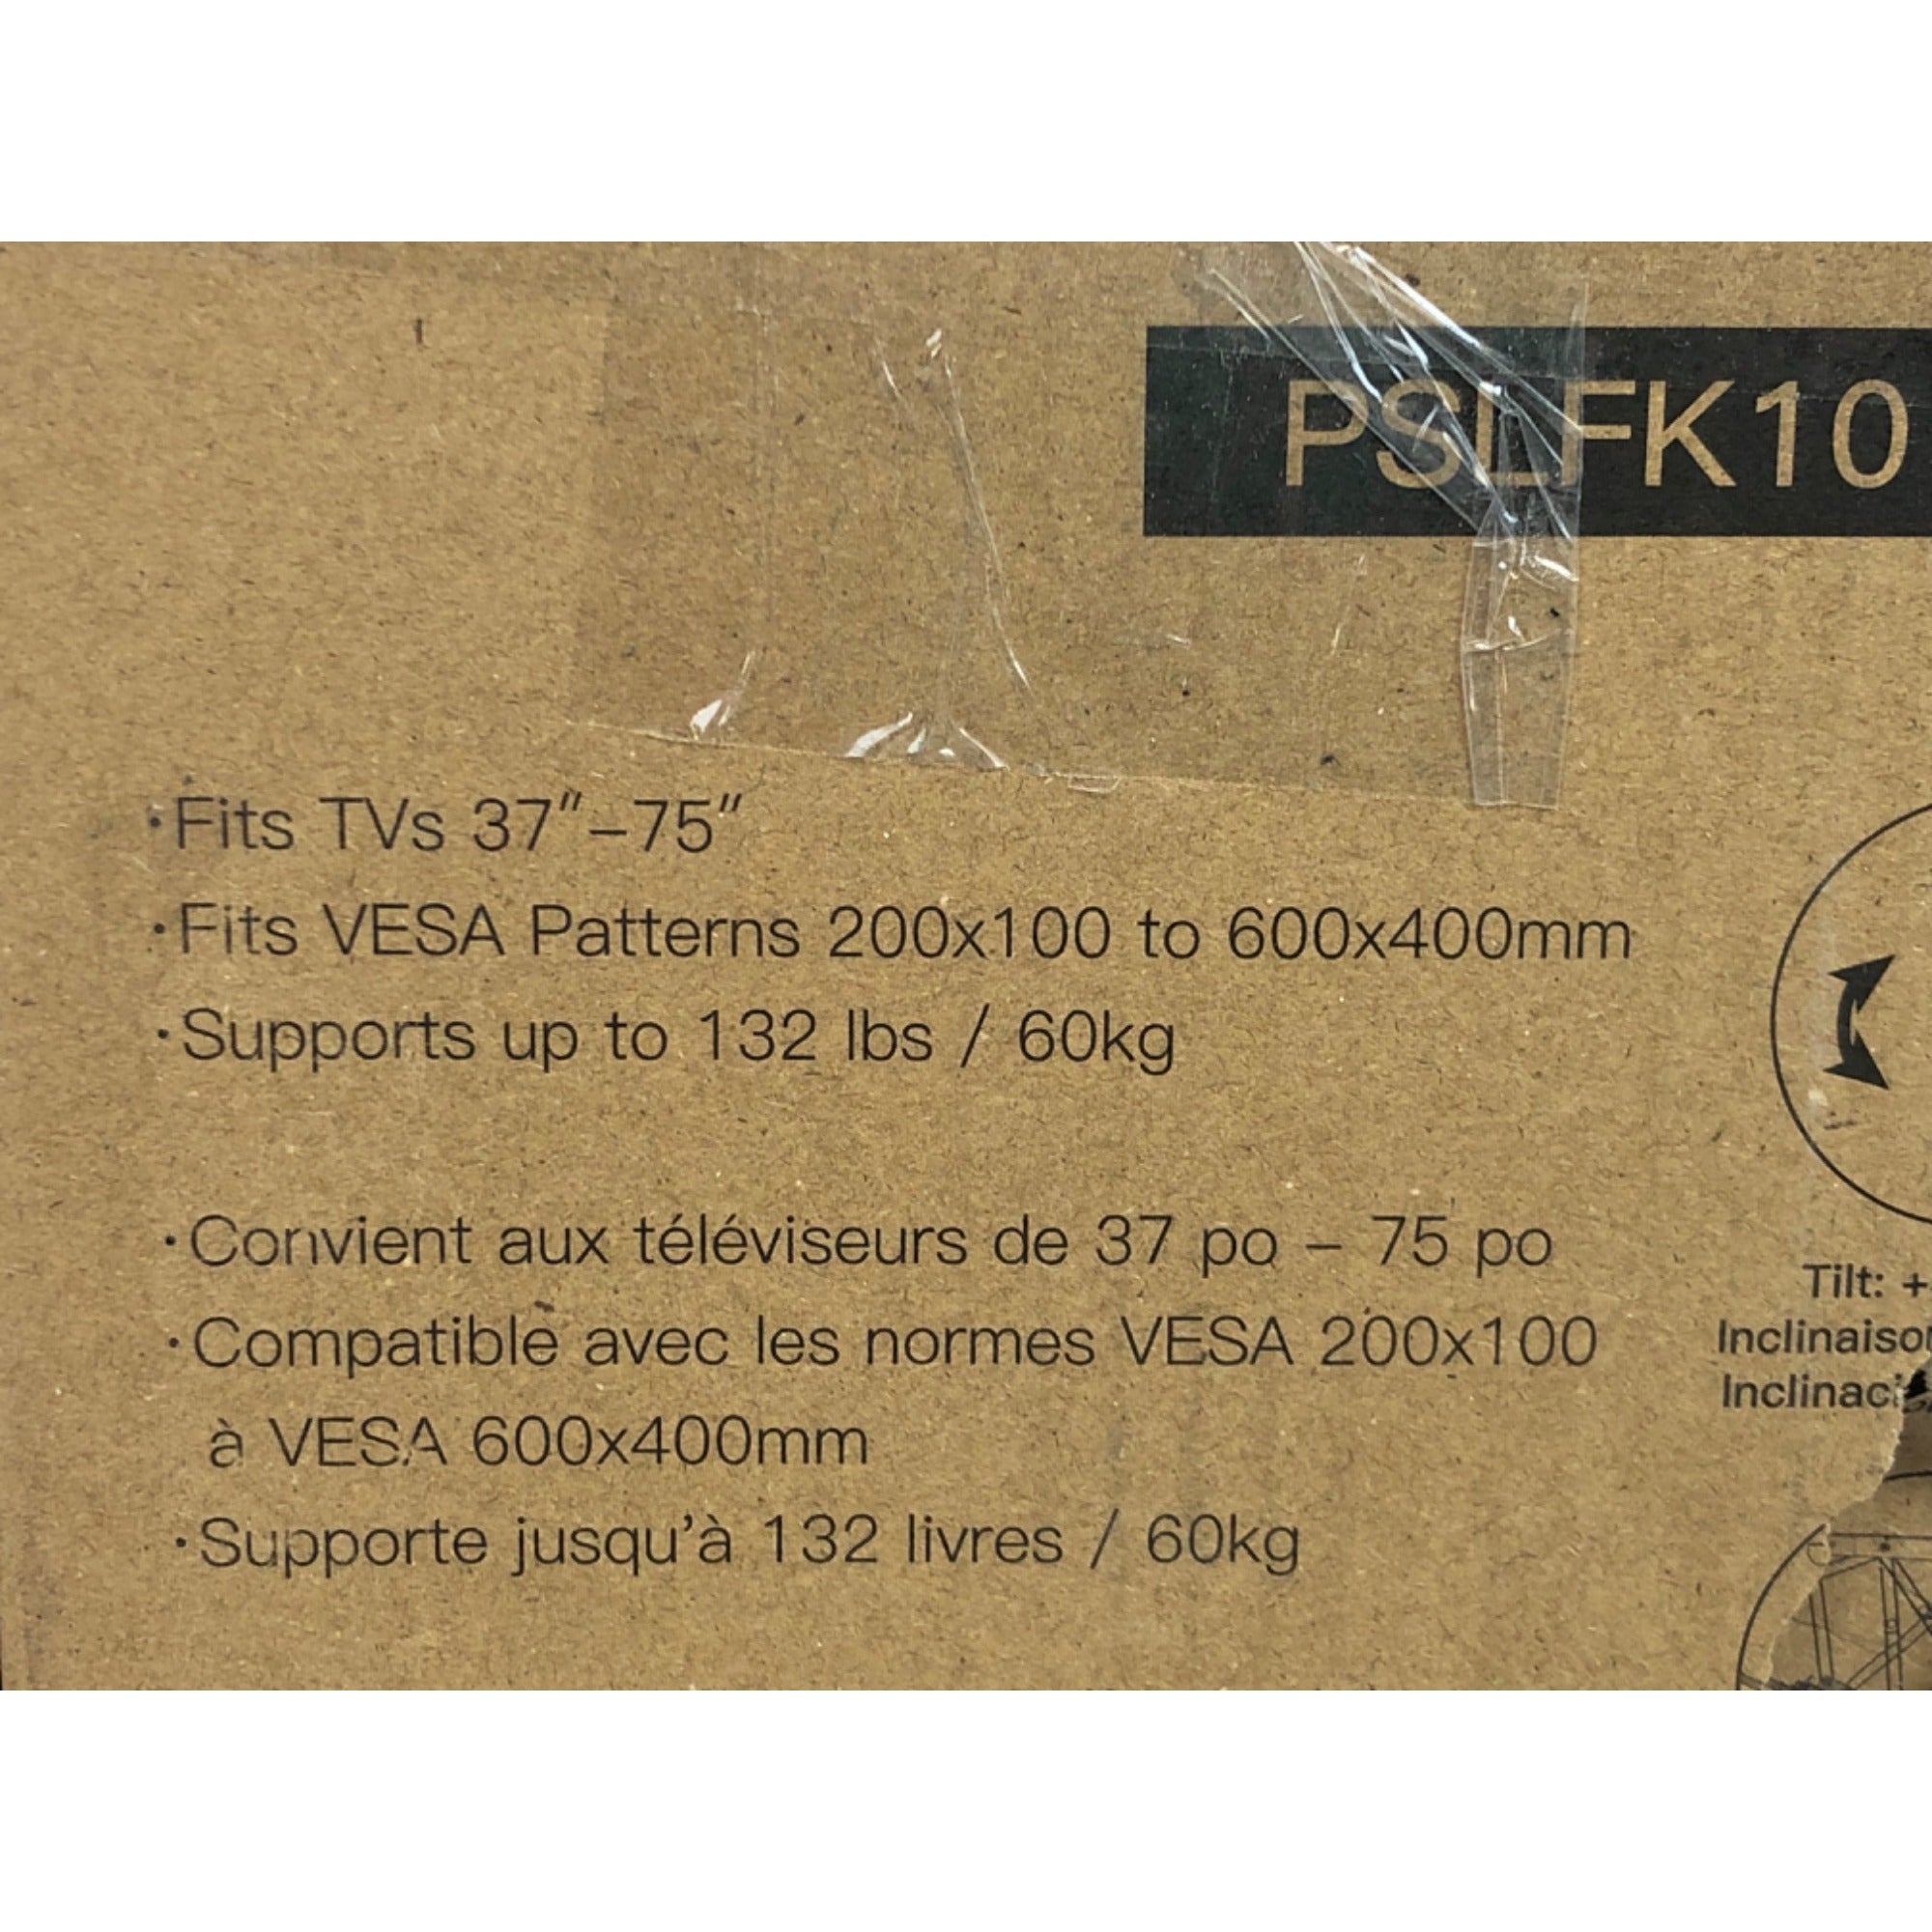 PSLFK10
·Fits TVs 37"–75"
·Fits VESA Patterns 200x100 to 600x400mm
·Supports up to 132 lbs / 60kg
·Convient aux téléviseurs de 37 po – 75 po
·Compatible avec les normes VESA 200x100
à VESA 600x400mm
·Supporte jusqu'à 132 livres / 60kg
Tilt: +